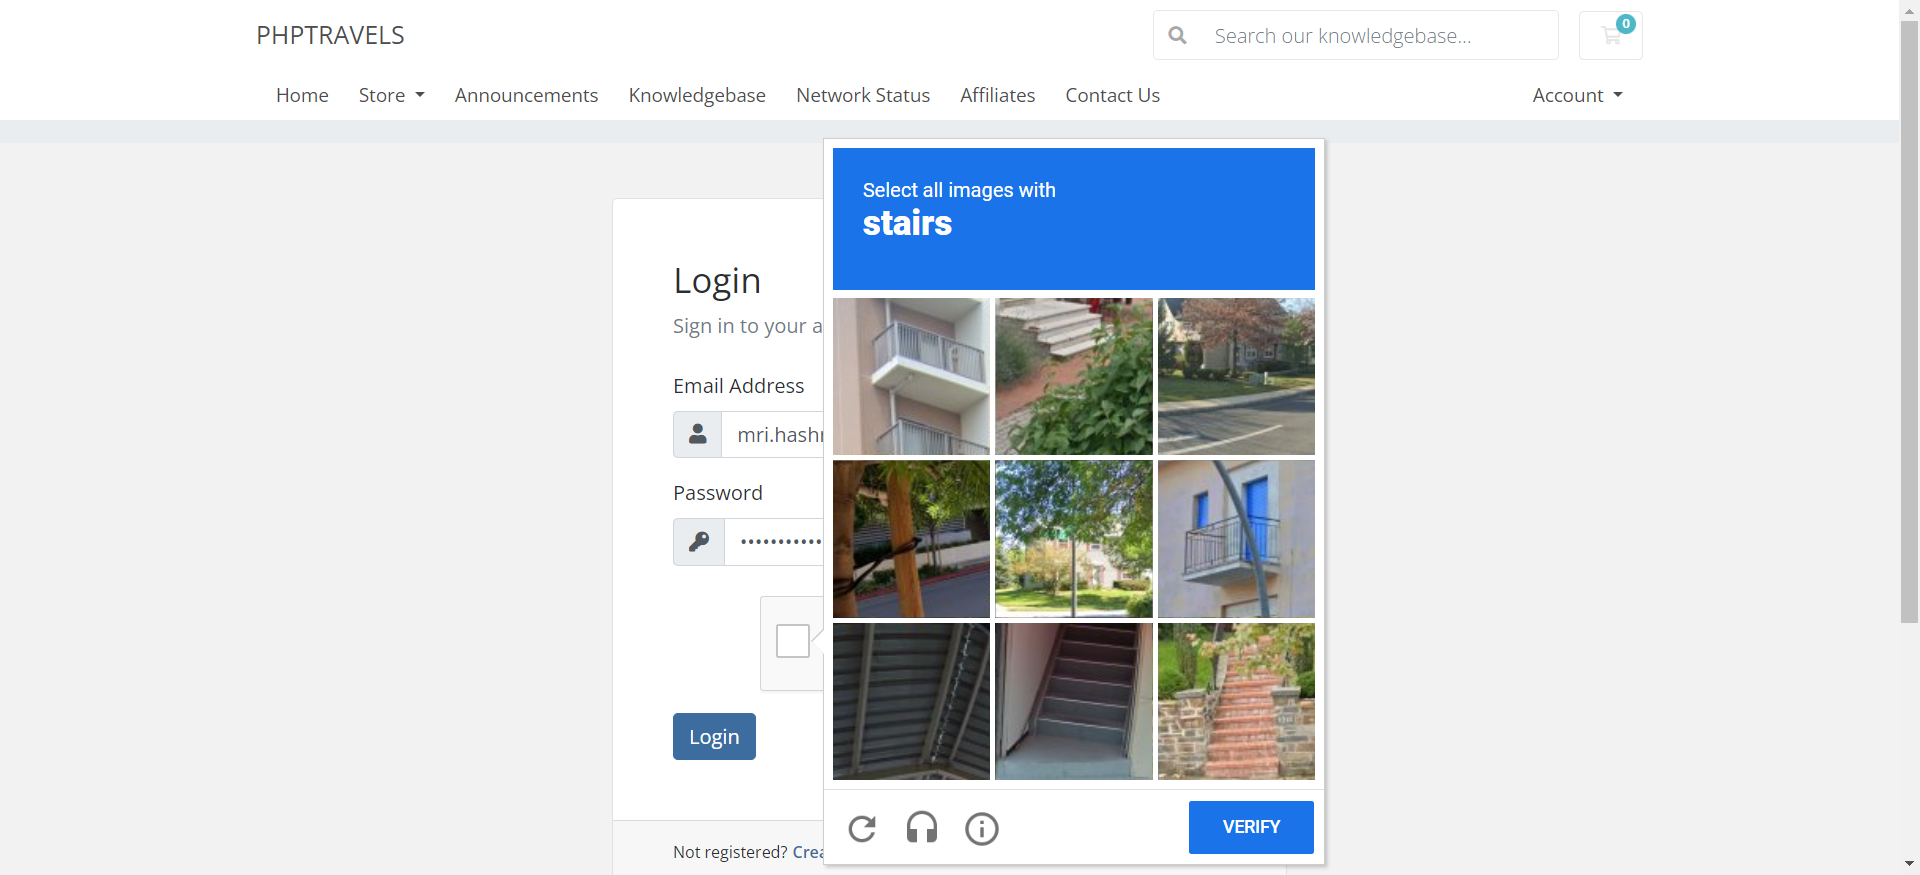 PHPTRAVELS
Search our knowledgebase...
0
Home
Store
Announcements
Knowledgebase
Network Status
Affiliates
Contact Us
Account
Select all images with
stairs
Login
Sign in to your a
Email Address
mri.hash
Password
Login
VERIFY
Not registered? Crea